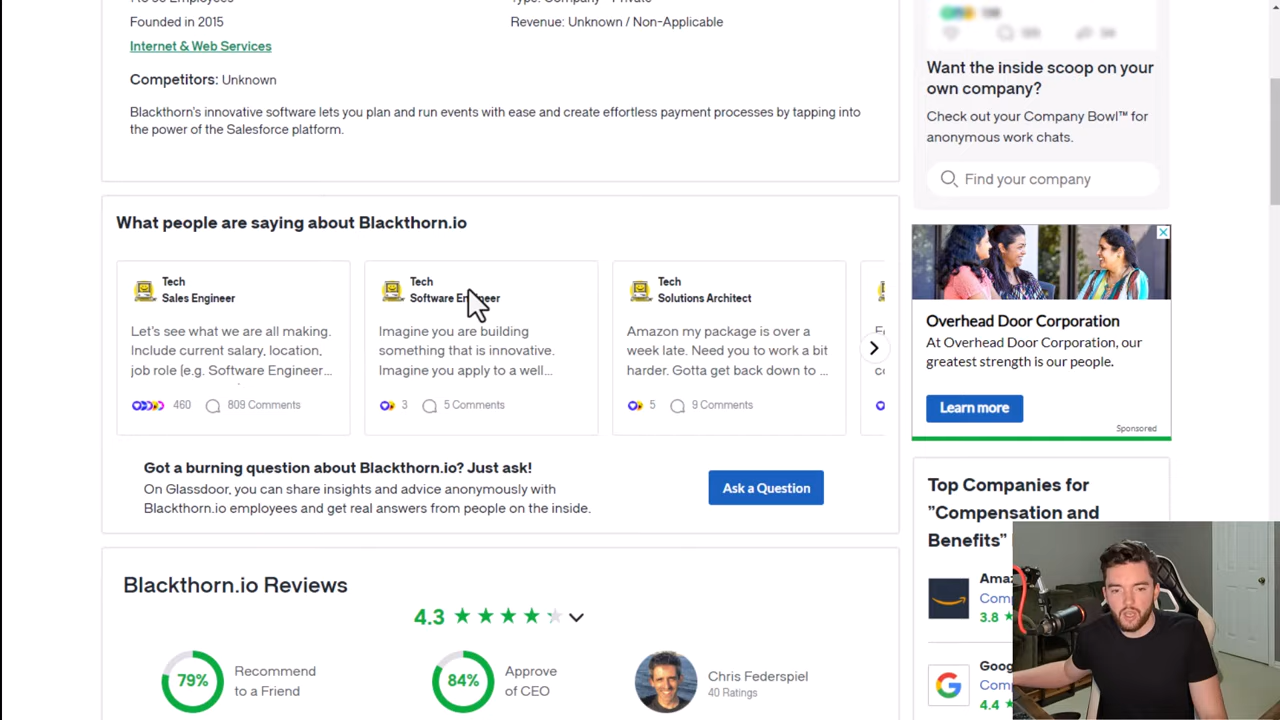 Founded in 2015
Revenue: Unknown / Non-Applicable
Internet & Web Services
Competitors: Unknown
Blackthorn's innovative software lets you plan and run events with ease and create effortless payment processes by tapping into
the power of the Salesforce platform.
What people are saying about Blackthorn.io
Tech
Sales Engineer
Let's see what we are all making.
Include current salary, location,
job role (e.g. Software Engineer...
460
809 Comments
Tech
Software Engineer
Imagine you are building
something that is innovative.
Imagine you apply to a well...
3
5 Comments
Tech
Solutions Architect
Amazon my package is over a
week late. Need you to work a bit
harder. Gotta get back down to ...
5
9 Comments
Got a burning question about Blackthorn.io? Just ask!
On Glassdoor, you can share insights and advice anonymously with
Blackthorn.io employees and get real answers from people on the inside.
Ask a Question
Blackthorn.io Reviews
4.3
79%
Recommend
to a Friend
84%
Approve
of CEO
Chris Federspiel
40 Ratings
Want the inside scoop on your
own company?
Check out your Company Bowl™ for
anonymous work chats.
Find your company
Overhead Door Corporation
At Overhead Door Corporation, our
greatest strength is our people.
Learn more
Sponsored
Top Companies for
"Compensation and
Benefits"
Amaz
Comp
3.8
Goog
Comp
4.4